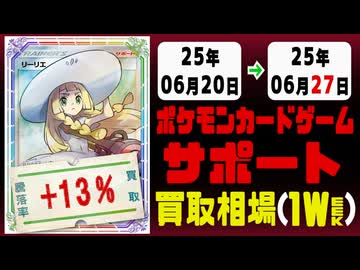 TRAINERS
サポート
リーリエ
騰落率
+13%
買取
25年
06月20日
25年
06月27日
ポケモンカードゲーム
サポート
買取相場(1WEEK)